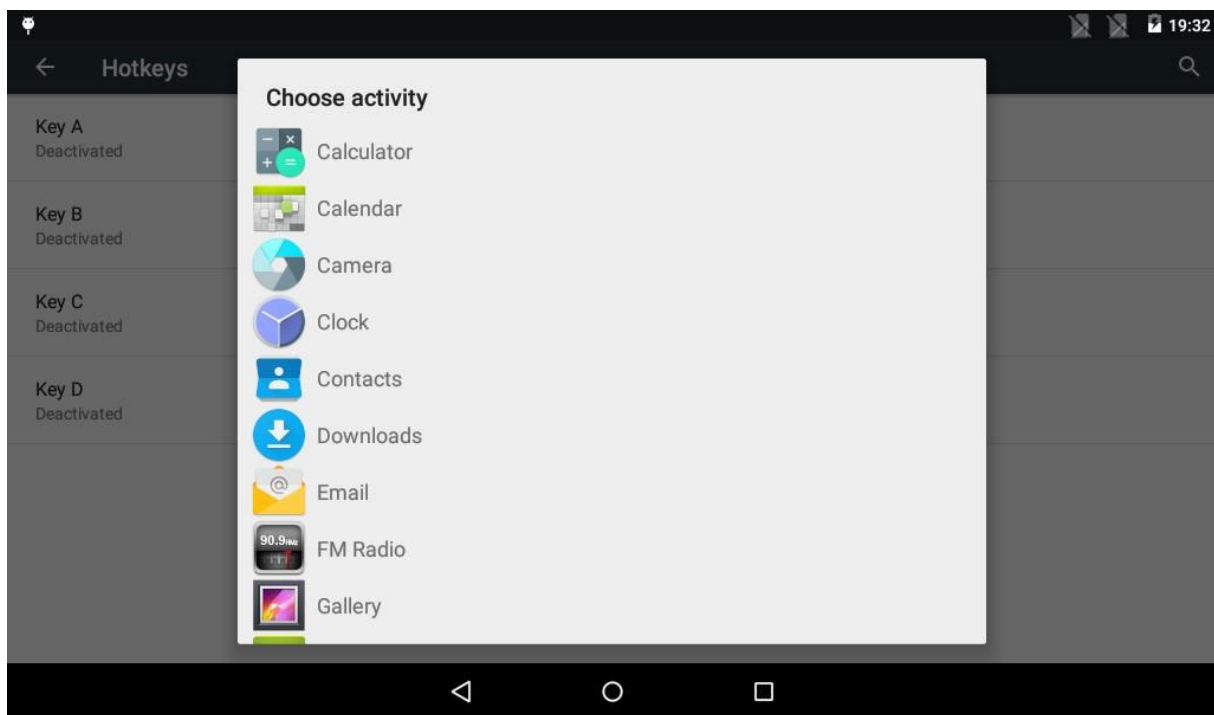 19:32
Hotkeys
Choose activity
Key A
Deactivated
Key B
Deactivated
Key C
Deactivated
Key D
Deactivated
Calculator
Calendar
Camera
Clock
Contacts
Downloads
@
Email
90.9
FM Radio
Gallery